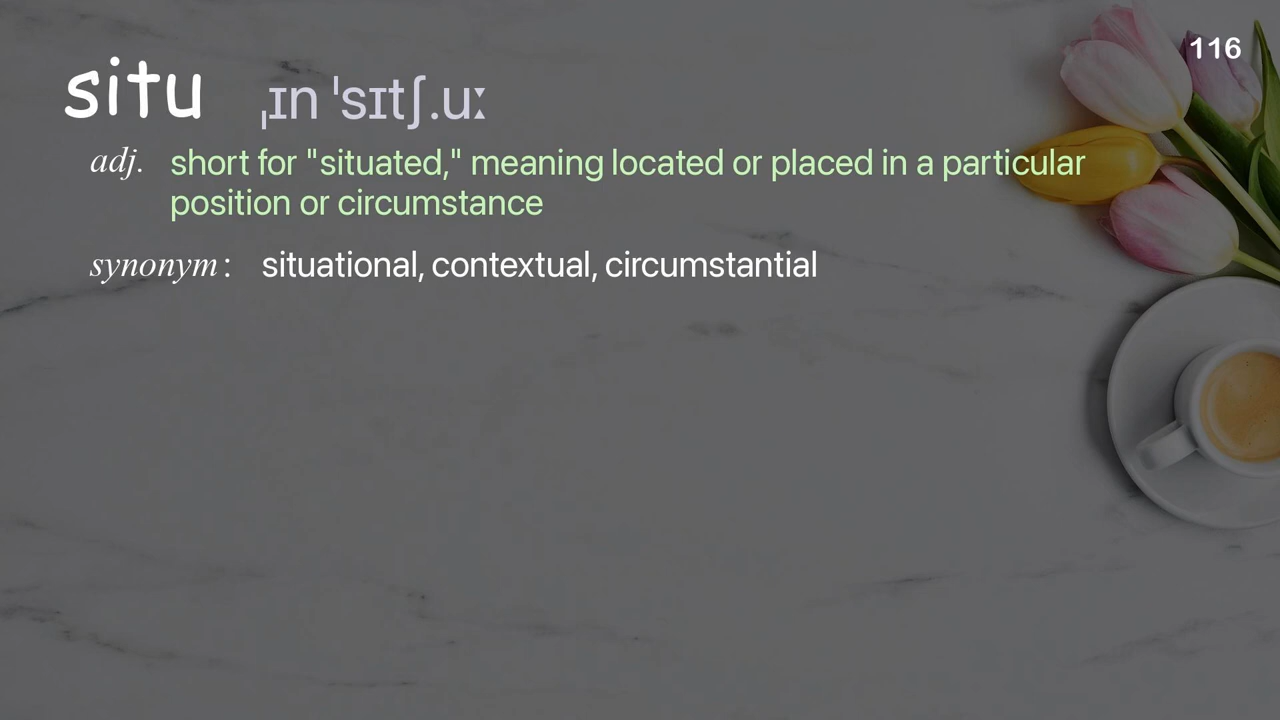 116
situ ˌɪn ˈsɪtʃ.uː
adj. short for "situated," meaning located or placed in a particular
position or circumstance
synonym : situational, contextual, circumstantial